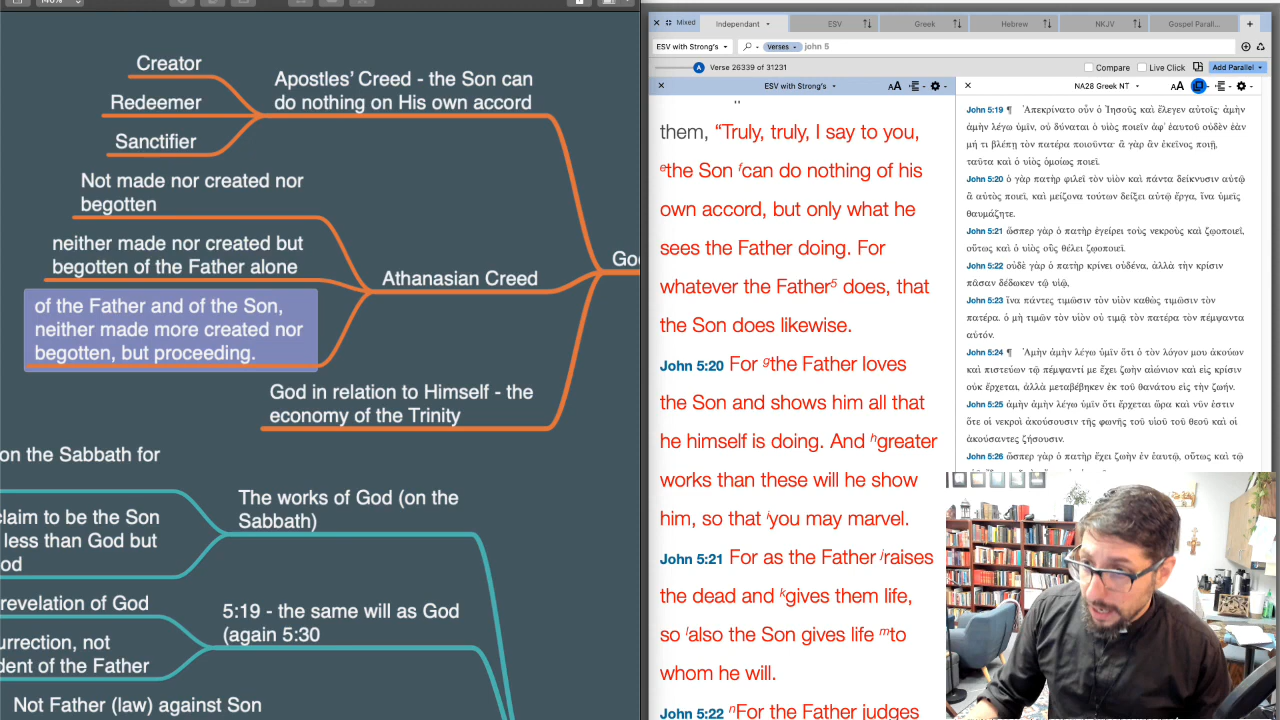 Creator
Redeemer
Sanctifier
Apostles' Creed - the Son can
do nothing on His own accord
Not made nor created nor
begotten
neither made nor created but
begotten of the Father alone
of the Father and of the Son,
neither made more created nor
begotten, but proceeding.
Athanasian Creed
God in relation to Himself - the
economy of the Trinity
on the Sabbath for
The works of God (on the
Sabbath)
claim to be the Son
less than God but
revelation of God
5:19 - the same will as God
(again 5:30
dent of the Father
Not Father (law) against Son
Mixed
Independant
ESV
Greek
Hebrew
NKJV
Gospel Parall...
ESV with Strong's
Verses
john 5
Verse 26339 of 31231
Compare
Live Click
Add Parallel
ESV with Strong's
them, “Truly, truly, I say to you,
ethe Son fcan do nothing of his
own accord, but only what he
sees the Father doing. For
whatever the Father5 does, that
the Son does likewise.
John 5:20 For gthe Father loves
the Son and shows him all that
he himself is doing. And hgreater
works than these will he show
him, so that iyou may marvel.
John 5:21 For as the Father jraises
the dead and kgives them life,
so lalso the Son gives life mto
whom he will.
John 5:22 nFor the Father judges
NA28 Greek NT
John 5:19 ¶ Ἀπεκρίνατο οὖν ὁ Ἰησοῦς καὶ ἔλεγεν αὐτοῖς· ἀμὴν
ἀμὴν λέγω ὑμῖν, οὐ δύναται ὁ υἱὸς ποιεῖν ἀφ᾽ ἑαυτοῦ οὐδὲν ἐὰν
μή τι βλέπῃ τὸν πατέρα ποιοῦντα· ἃ γὰρ ἂν ἐκεῖνος ποιῇ,
ταῦτα καὶ ὁ υἱὸς ὁμοίως ποιεῖ.
John 5:20 ὁ γὰρ πατὴρ φιλεῖ τὸν υἱὸν καὶ πάντα δείκνυσιν αὐτῷ
ἃ αὐτὸς ποιεῖ, καὶ μείζονα τούτων δείξει αὐτῷ ἔργα, ἵνα ὑμεῖς
θαυμάζητε.
John 5:21 ὥσπερ γὰρ ὁ πατὴρ ἐγείρει τοὺς νεκροὺς καὶ ζῳοποιεῖ,
οὕτως καὶ ὁ υἱὸς οὓς θέλει ζῳοποιεῖ.
John 5:22 οὐδὲ γὰρ ὁ πατὴρ κρίνει οὐδένα, ἀλλὰ τὴν κρίσιν
πᾶσαν δέδωκεν τῷ υἱῷ,
John 5:23 ἵνα πάντες τιμῶσιν τὸν υἱὸν καθὼς τιμῶσιν τὸν
πατέρα. ὁ μὴ τιμῶν τὸν υἱὸν οὐ τιμᾷ τὸν πατέρα τὸν πέμψαντα
αὐτόν.
John 5:24 ¶ Ἀμὴν ἀμὴν λέγω ὑμῖν ὅτι ὁ τὸν λόγον μου ἀκούων
καὶ πιστεύων τῷ πέμψαντί με ἔχει ζωὴν αἰώνιον καὶ εἰς κρίσιν
οὐκ ἔρχεται, ἀλλὰ μεταβέβηκεν ἐκ τοῦ θανάτου εἰς τὴν ζωήν.
John 5:25 ἀμὴν ἀμὴν λέγω ὑμῖν ὅτι ἔρχεται ὥρα καὶ νῦν ἐστιν
ὅτε οἱ νεκροὶ ἀκούσουσιν τῆς φωνῆς τοῦ υἱοῦ τοῦ θεοῦ καὶ οἱ
ἀκούσαντες ζήσουσιν.
John 5:26 ὥσπερ γὰρ ὁ πατὴρ ἔχει ζωὴν ἐν ἑαυτῷ, οὕτως καὶ τῷ